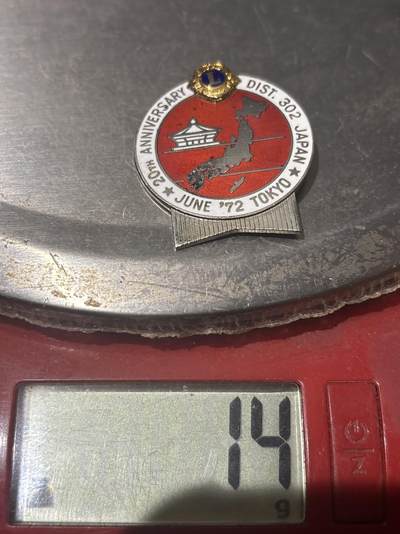 L
20TH ANNIVERSARY DIST. 302 JAPAN
★ JUNE '72 TOKYO ★
14
g